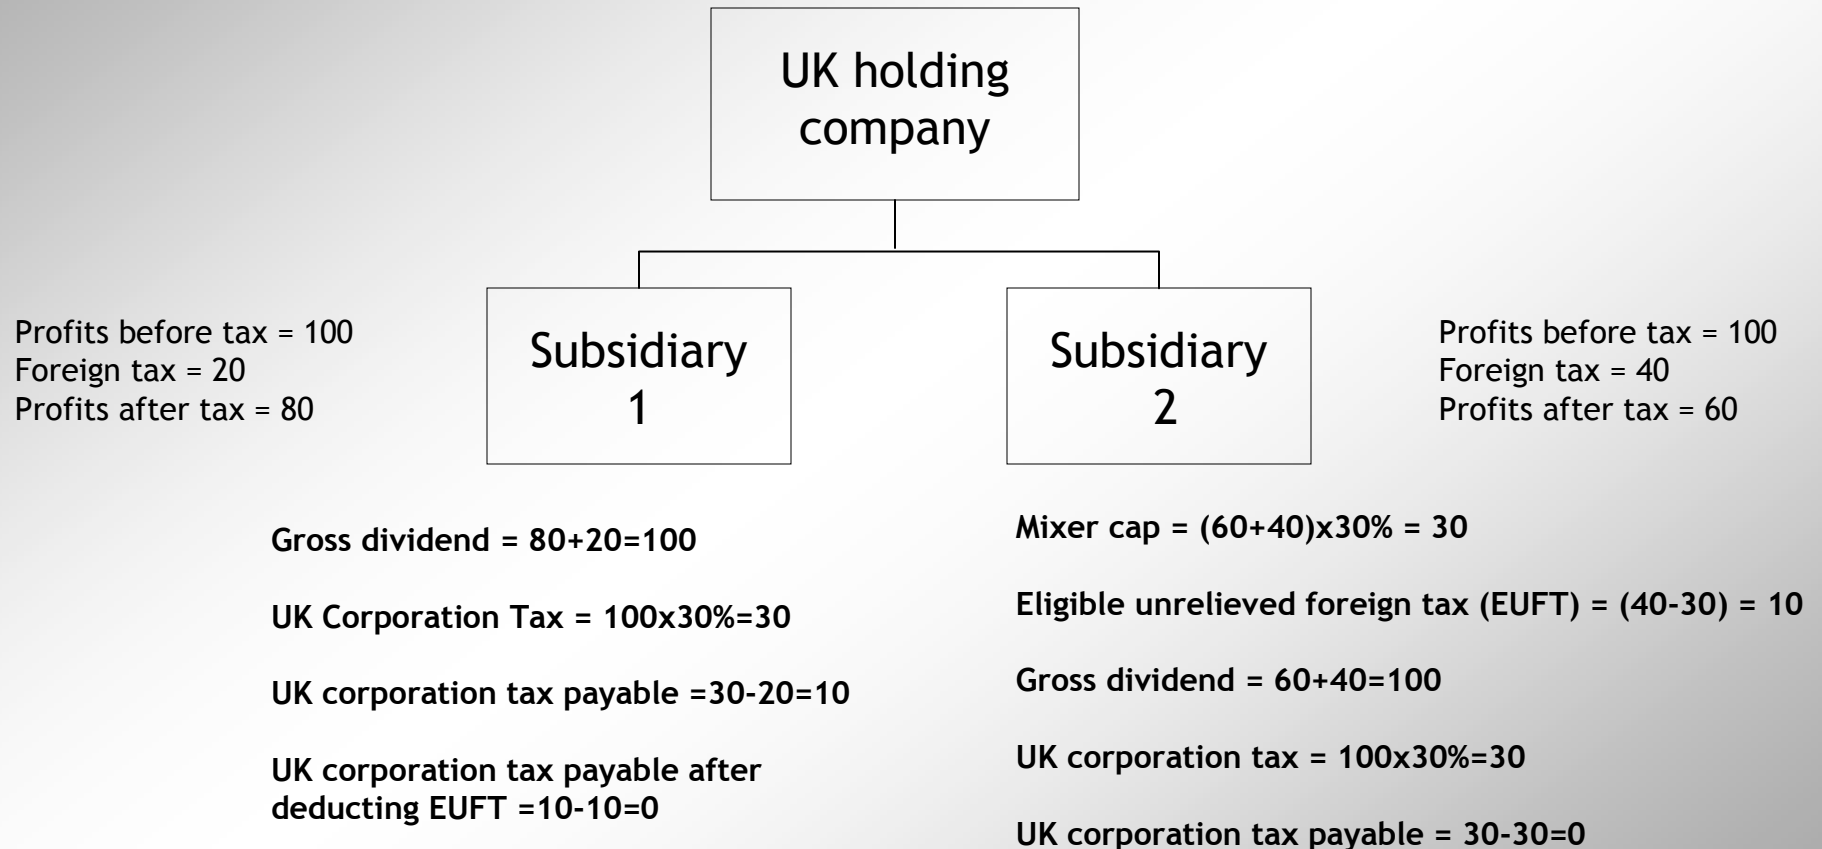 UK holding
company
Profits before tax = 100
Foreign tax = 20
Profits after tax = 80
Subsidiary
1
Subsidiary
2
Profits before tax = 100
Foreign tax = 40
Profits after tax = 60
Gross dividend = 80+20=100
UK Corporation Tax = 100x30%=30
UK corporation tax payable =30-20=10
UK corporation tax payable after
deducting EUFT =10-10=0
Mixer cap = (60+40)x30% = 30
Eligible unrelieved foreign tax (EUFT) = (40-30) = 10
Gross dividend = 60+40=100
UK corporation tax = 100x30%=30
UK corporation tax payable = 30-30=0